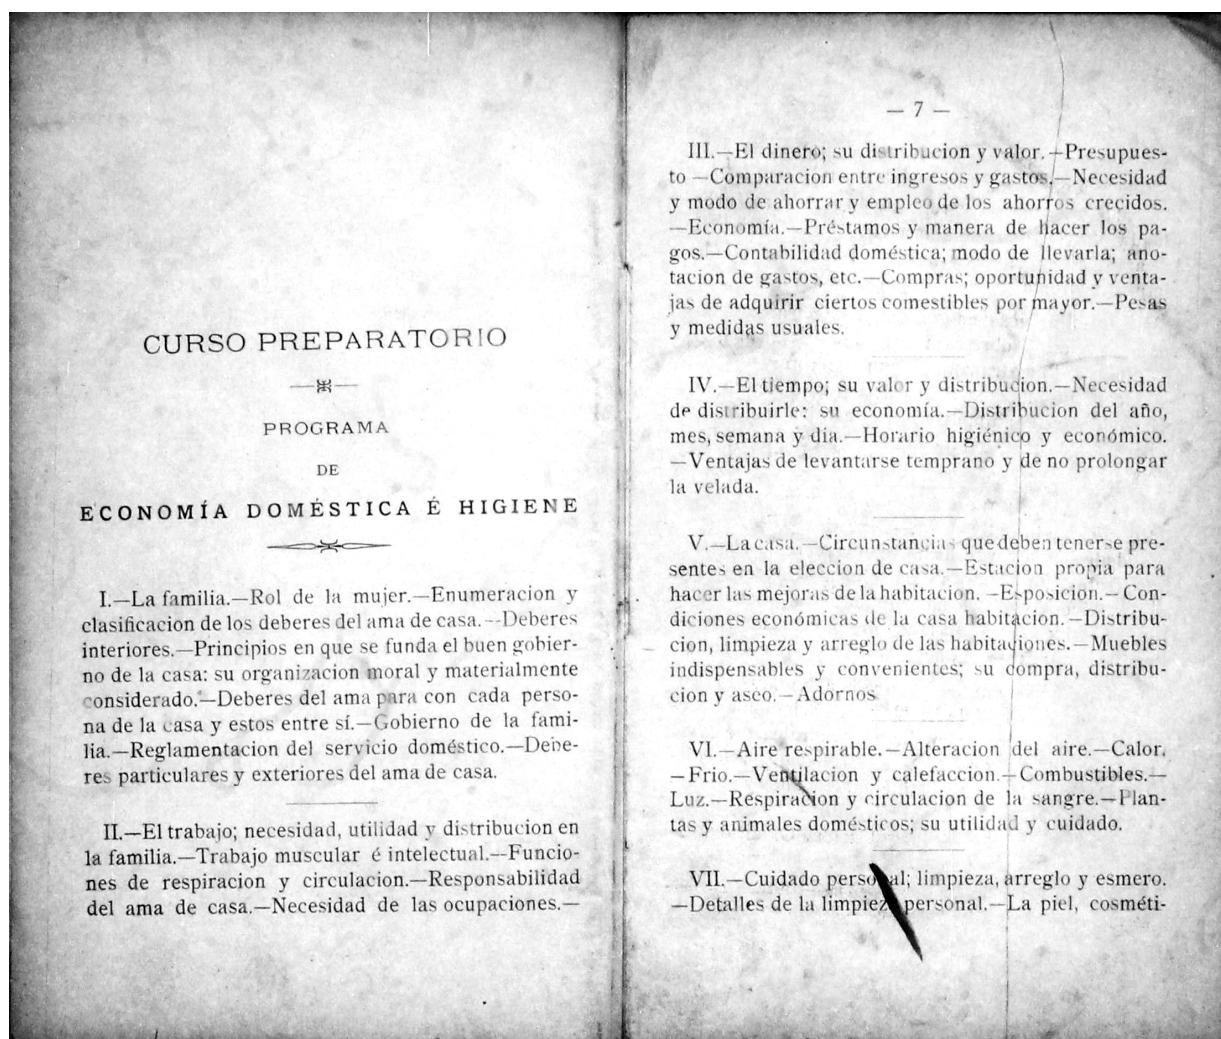 CURSO PREPARATORIO
PROGRAMA
DE
ECONOMÍA DOMÉSTICA É HIGIENE
I.—La familia.—Rol de la mujer.—Enumeracion y
clasificacion de los deberes del ama de casa.—Deberes
interiores.—Principios en que se funda el buen gobier-
no de la casa: su organizacion moral y materialmente
considerado.—Deberes del ama para con cada perso-
na de la casa y estos entre sí.—Gobierno de la fami-
lia.—Reglamentacion del servicio doméstico.—Debe-
res particulares y exteriores del ama de casa.
II.—El trabajo; necesidad, utilidad y distribucion en
la familia.—Trabajo muscular é intelectual.—Funcio-
nes de respiracion y circulacion.—Responsabilidad
del ama de casa.—Necesidad de las ocupaciones.—
— 7 —
III.—El dinero; su distribucion y valor.—Presupues-
to —Comparacion entre ingresos y gastos.—Necesidad
y modo de ahorrar y empleo de los ahorros crecidos.
—Economía.—Préstamos y manera de hacer los pa-
gos.—Contabilidad doméstica; modo de llevarla; ano-
tacion de gastos, etc.—Compras; oportunidad y venta-
jas de adquirir ciertos comestibles por mayor.—Pesas
y medidas usuales.
IV.—El tiempo; su valor y distribucion.—Necesidad
de distribuirle: su economía.—Distribucion del año,
mes, semana y dia.—Horario higiénico y económico.
—Ventajas de levantarse temprano y de no prolongar
la velada.
V.—La casa.—Circunstancias que deben tenerse pre-
sentes en la eleccion de casa.—Estacion propia para
hacer las mejoras de la habitacion. —Esposicion.—Con-
diciones económicas de la casa habitacion.—Distribu-
cion, limpieza y arreglo de las habitaciones.—Muebles
indispensables y convenientes; su compra, distribu-
cion y aseo.—Adornos
VI.—Aire respirable.—Alteracion del aire.—Calor.
—Frio.—Ventilacion y calefaccion.—Combustibles.—
Luz.—Respiracion y circulacion de la sangre.—Plan-
tas y animales domésticos; su utilidad y cuidado.
VII.—Cuidado personal; limpieza, arreglo y esmero.
—Detalles de la limpieza personal.—La piel, cosméti-